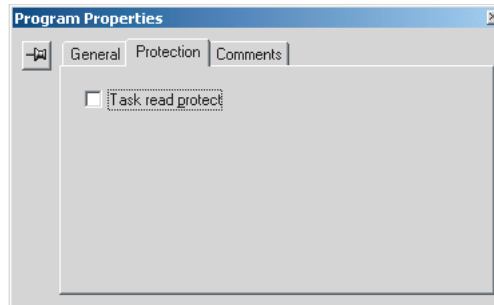 Program Properties
General Protection Comments
Task read protect